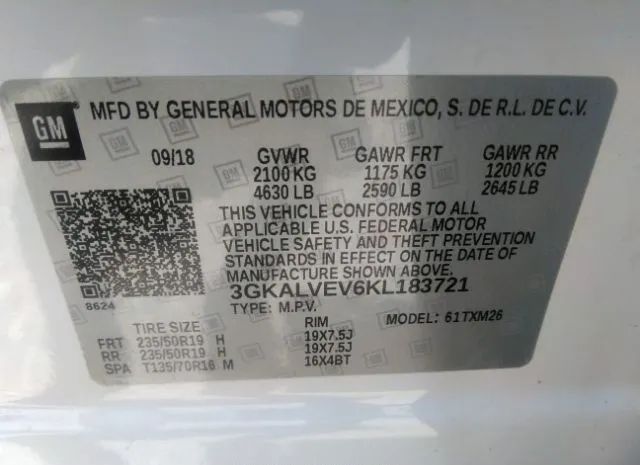 GM
MFD BY GENERAL MOTORS DE MEXICO, S. DE R.L. DE C.V.
09/18 GVWR GAWR FRT GAWR RR
2100 KG 1175 KG 1200 KG
4630 LB 2590 LB 2645 LB
THIS VEHICLE CONFORMS TO ALL
APPLICABLE U.S. FEDERAL MOTOR
VEHICLE SAFETY AND THEFT PREVENTION
STANDARDS IN EFFECT ON THE DATE OF
MANUFACTURE SHOWN ABOVE.
8624 3GKALVEV6KL183721
TYPE: M.P.V. MODEL: 61TXM26
TIRE SIZE RIM
FRT 235/50R19 H 19X7.5J
RR 235/50R19 H 19X7.5J
SPA T135/70R16 M 16X4BT